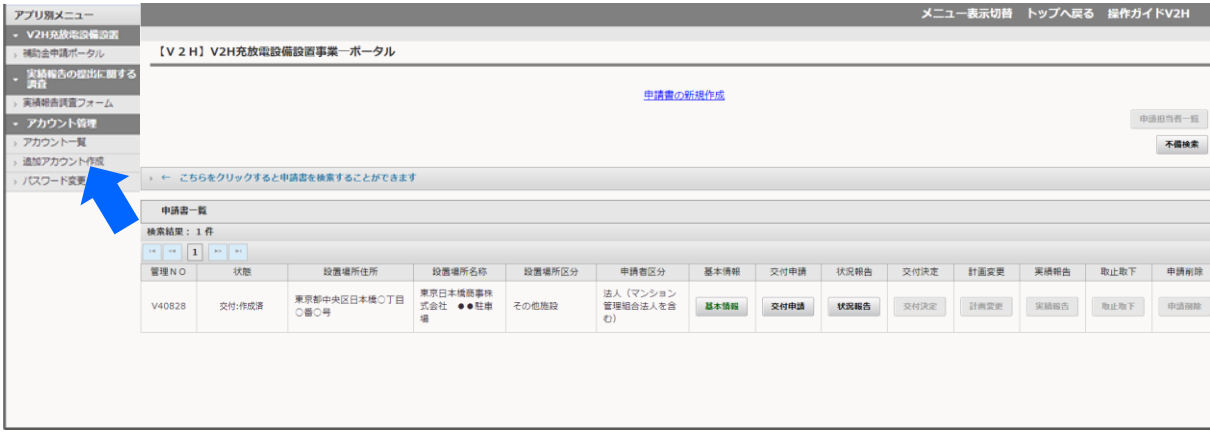 アプリ別メニュー
メニュー表示切替 トップへ戻る 操作ガイドV2H
V2H充放電設備設置
補助金申請ポータル
実績報告の提出に関する
調査
実績報告調査フォーム
アカウント管理
アカウント一覧
追加アカウント作成
パスワード変更
【V2H】V2H充放電設備設置事業―ポータル
申請書の新規作成
申請担当者一覧
不備検索
← こちらをクリックすると申請書を検索することができます
申請書一覧
検索結果：1 件
1
管理NO 状態 設置場所住所 設置場所名称 設置場所区分 申請者区分 基本情報 交付申請 状況報告 交付決定 計画変更 実績報告 取止取下 申請削除
V40828 交付:作成済 東京都中央区日本橋○丁目
○番○号
東京日本橋商事株
式会社 ●●駐車
場
その他施設
法人（マンション
管理組合法人を含
む）
基本情報 交付申請 状況報告 交付決定 計画変更 実績報告 取止取下 申請削除